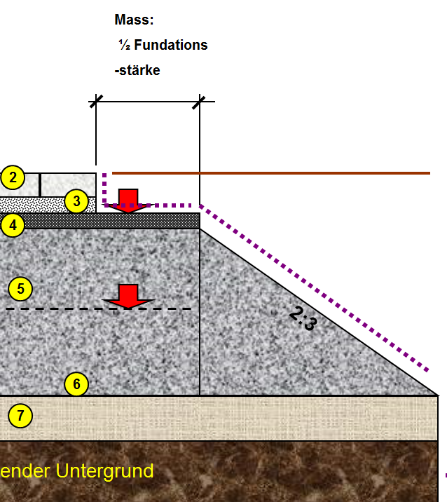 Mass:
½ Fundations
-stärke
2
3
4
5
2:3
6
7
ender Untergrund